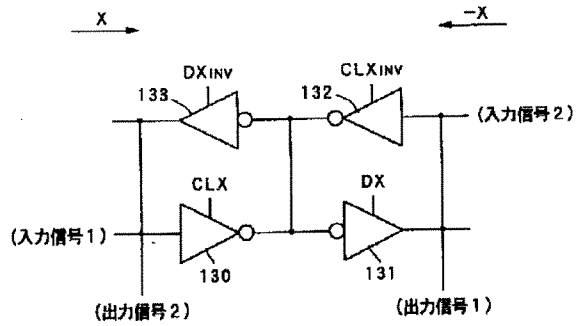 X
-X
DXINV
CLXINV
133
132
(入力信号2)
CLX
DX
(入力信号1)
130
131
(出力信号2)
(出力信号1)